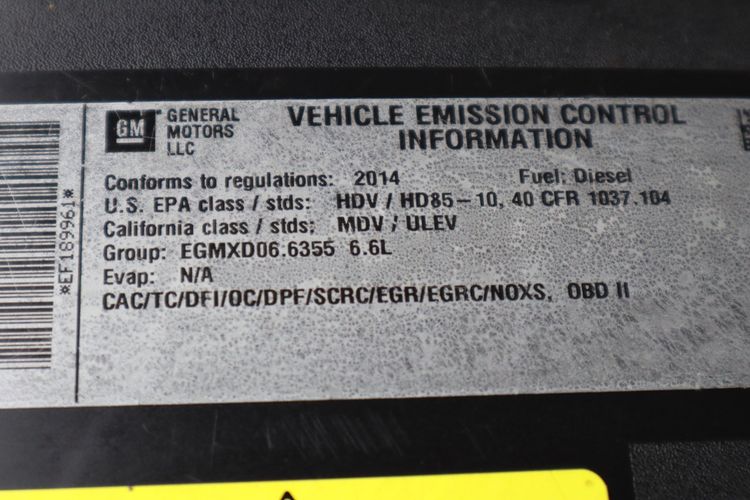 GM GENERAL
MOTORS
LLC
VEHICLE EMISSION CONTROL
INFORMATION
Conforms to regulations: 2014 Fuel: Diesel
U.S. EPA class / stds: HDV / HD85-10, 40 CFR 1037.104
California class / stds: MDV / ULEV
Group: EGMXD06.6355 6.6L
Evap: N/A
CAC/TC/DFI/OC/DPF/SCRC/EGR/EGRC/NOXS, OBD II
*EF189961*